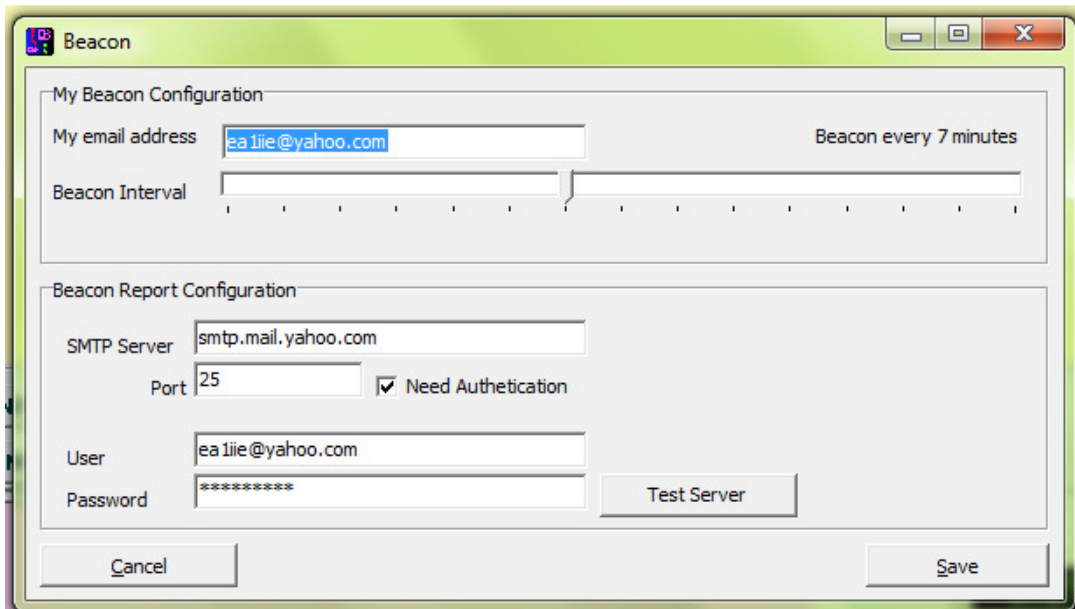 Beacon
My Beacon Configuration
My email address ea1iie@yahoo.com Beacon every 7 minutes
Beacon Interval
Beacon Report Configuration
SMTP Server smtp.mail.yahoo.com
Port 25 Need Authetication
User ea1iie@yahoo.com
Password *********
Test Server
Cancel Save